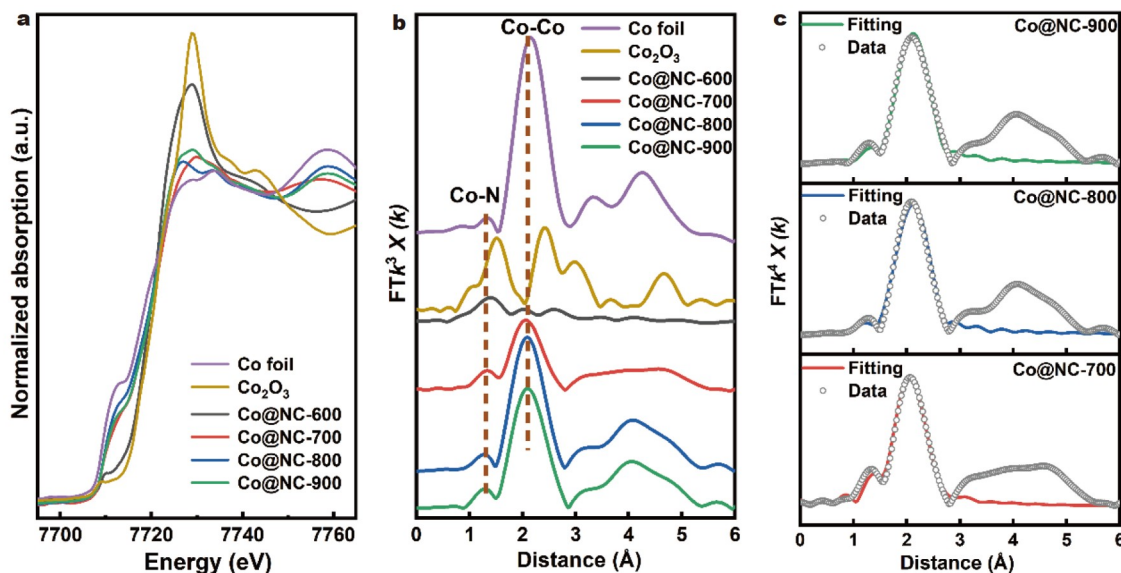 a
Normalized absorption (a.u.)
Co foil
Co₂O₃
Co@NC-600
Co@NC-700
Co@NC-800
Co@NC-900
7700
7720
7740
7760
Energy (eV)
b
Co-Co
Co-N
Co foil
Co₂O₃
Co@NC-600
Co@NC-700
Co@NC-800
Co@NC-900
FTk³ X (k)
0 1 2 3 4 5 6
Distance (Å)
c
Fitting
Data
Co@NC-900
Fitting
Data
Co@NC-800
Fitting
Data
Co@NC-700
FTk⁴ X (k)
0 1 2 3 4 5 6
Distance (Å)